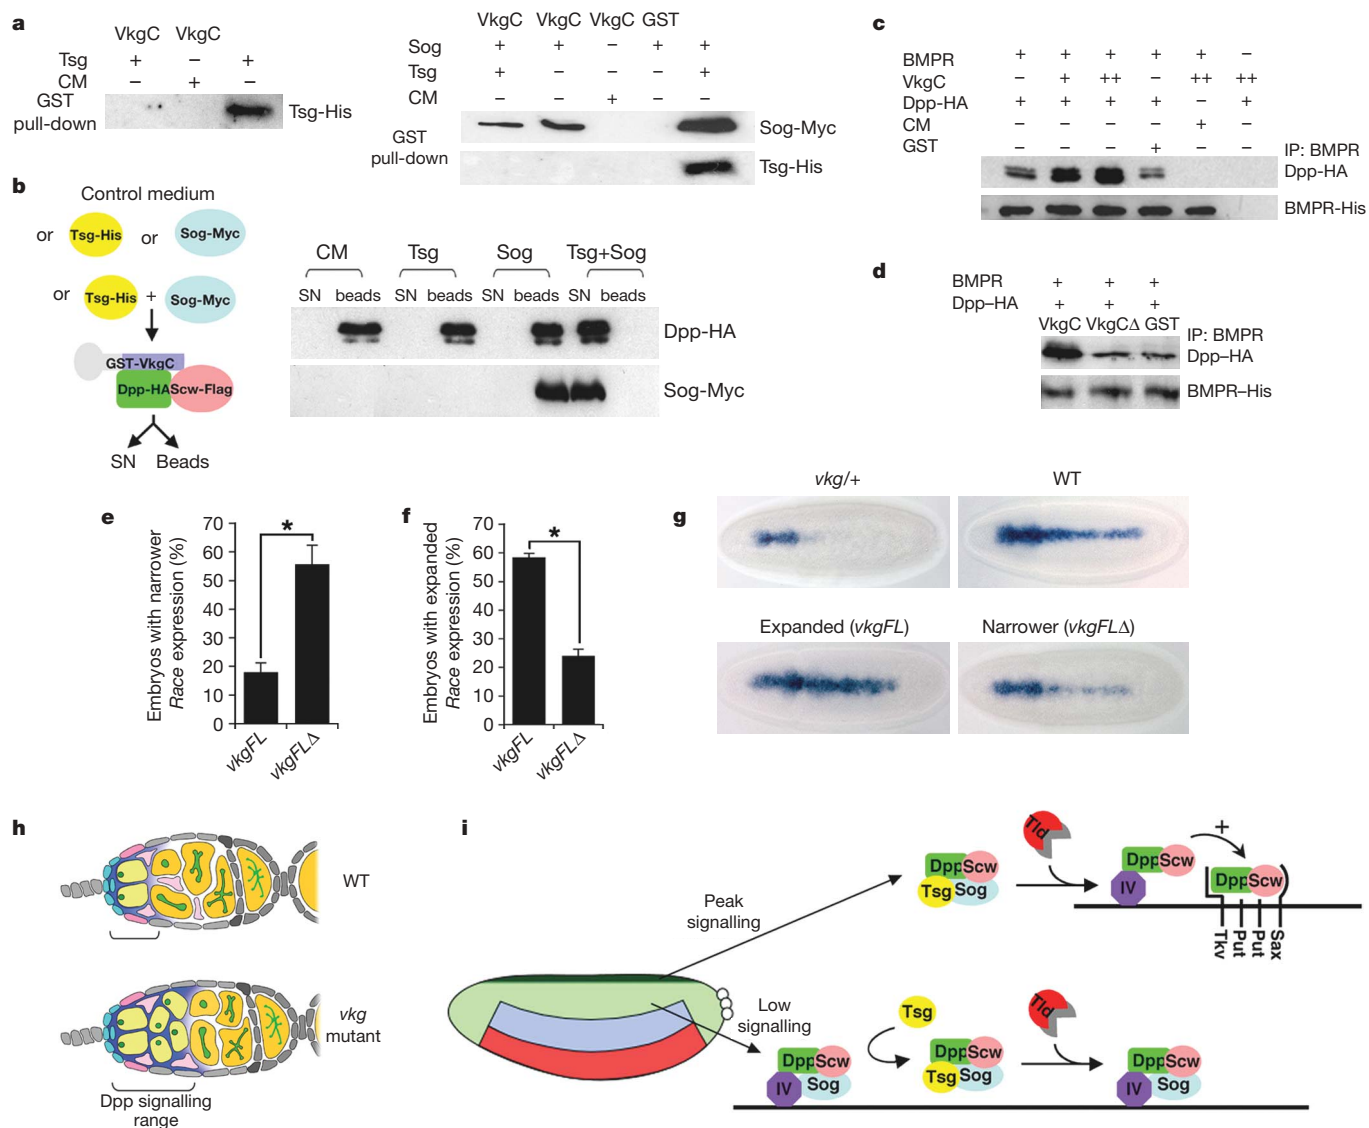 a
VkgC VkgC
Tsg + − +
CM − + −
GST pull-down
Tsg-His
VkgC VkgC VkgC GST
Sog + + − + +
Tsg + − − − +
CM − − + − −
GST pull-down
Sog-Myc
Tsg-His
b
Control medium
or Tsg-His or Sog-Myc
or Tsg-His + Sog-Myc
GST-VkgC
Dpp-HA Scw-Flag
SN Beads
CM Tsg Sog Tsg+Sog
SN beads SN beads SN beads SN beads
Dpp-HA
Sog-Myc
c
BMPR + + + + + −
VkgC − + ++ − ++ ++
Dpp-HA + + + + − +
CM − − − − + −
GST − − − + − −
IP: BMPR
Dpp-HA
BMPR-His
d
BMPR + + +
Dpp–HA + + +
VkgC VkgCΔ GST
IP: BMPR
Dpp–HA
BMPR–His
e
Embryos with narrower
Race expression (%)
70
60
50
40
30
20
10
0
*
vkgFL
vkgFLΔ
f
Embryos with expanded
Race expression (%)
70
60
50
40
30
20
10
0
*
vkgFL
vkgFLΔ
g
vkg/+ WT
Expanded (vkgFL) Narrower (vkgFLΔ)
h
WT
vkg
mutant
Dpp signalling
range
i
Peak
signalling
Dpp Scw
Tsg Sog
Tld
Dpp Scw
IV
+
Dpp Scw
Tkv Put Put Sax
Low
signalling
Dpp Scw
IV Sog
Tsg
Dpp Scw
Tsg Sog
Tld
Dpp Scw
IV Sog